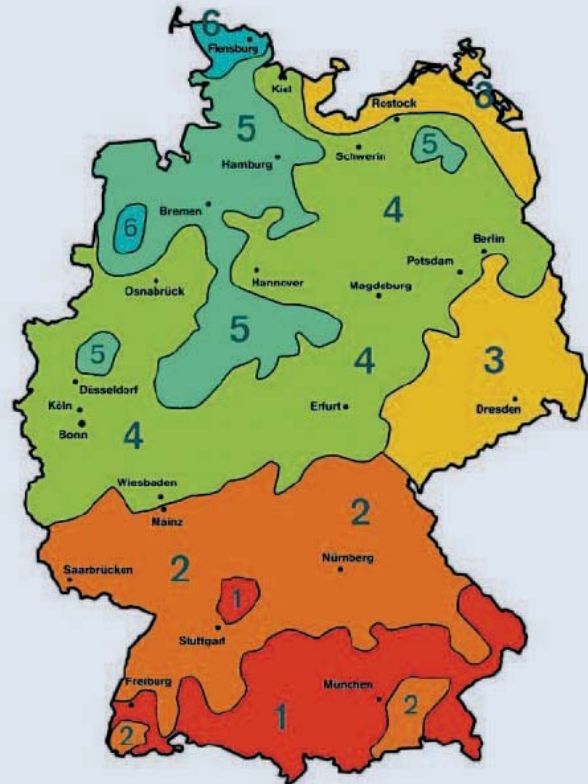 6
Flensburg
Kiel
3
Rostock
5
Schwerin
5
Hamburg
4
Bremen
6
Berlin
Potsdam
Hannover
Osnabrück
Magdeburg
5
5
4
3
Düsseldorf
Köln
Erfurt
Dresden
Bonn
4
Wiesbaden
Mainz
2
2
Nürnberg
Saarbrücken
1
Stuttgart
Freiburg
München
2
1
2